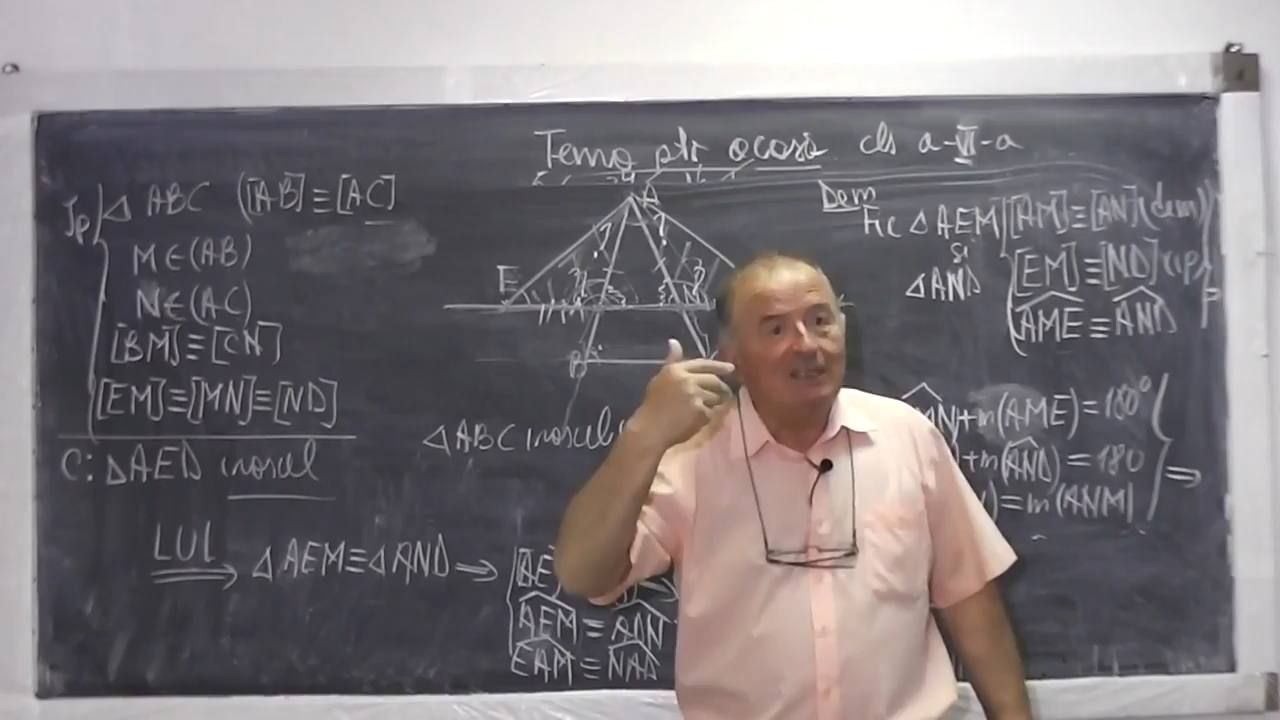 Temă ptr acasă cls a-VI-a
Ip △ABC ([AB]≡[AC]
M∈(AB)
N∈(AC)
[BM]≡[CN]
[EM]≡[MN]≡[ND]
C: △AED isoscel
A
E
B
△ABC isoscel
Dem
Fie △AEM [AM]≡[AN](dem)
și
△AND [EM]≡[ND](ip)
AME≡AND
+m(AME)=180°
+m(AND)=180
=m(ANM) ⇒
LUL ⇒ △AEM≡△AND ⇒
AEM≡
EAM≡NAD